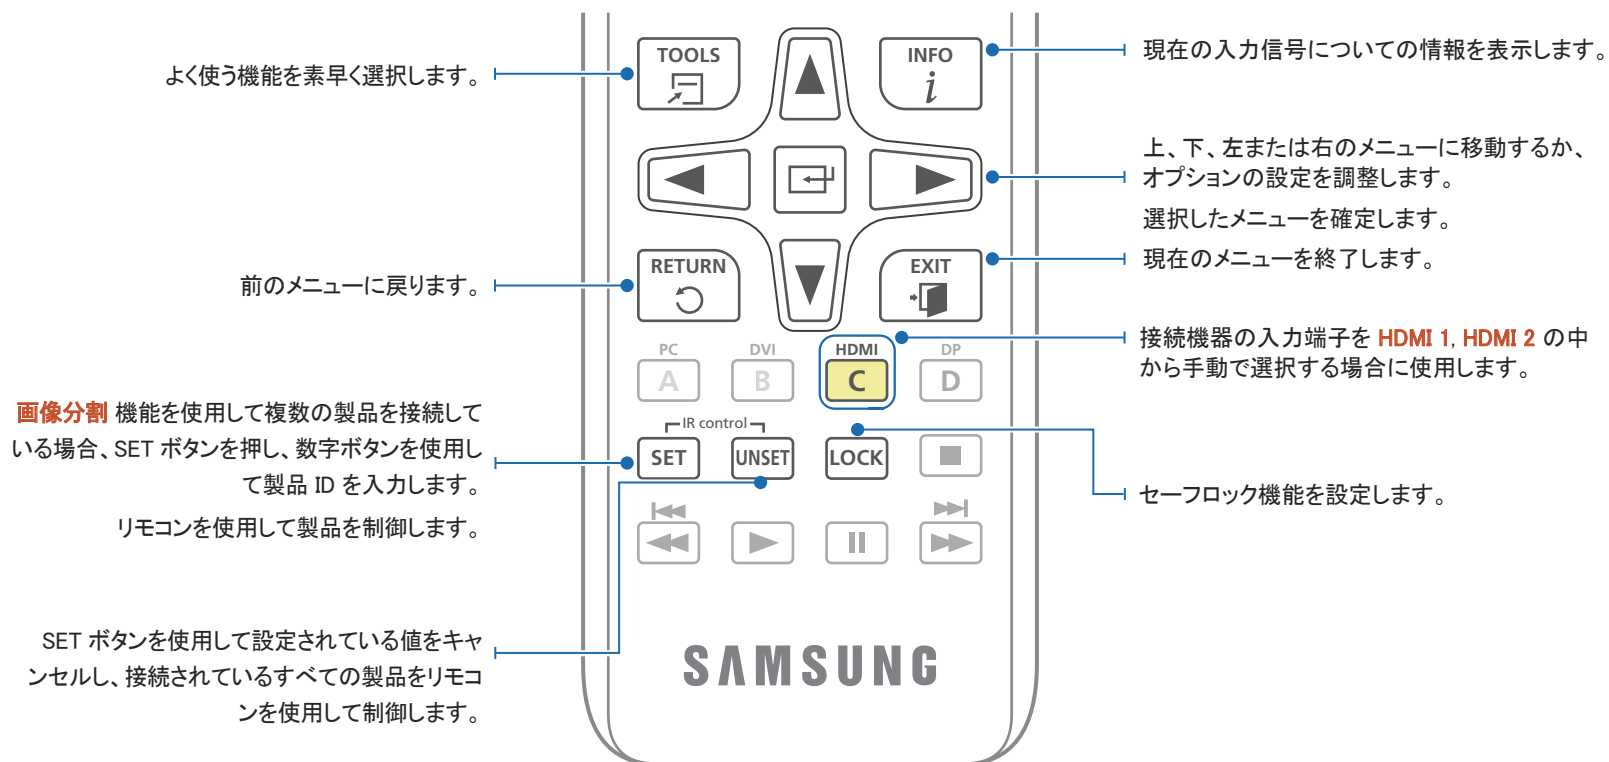 よく使う機能を素早く選択します。
前のメニューに戻ります。
画像分割 機能を使用して複数の製品を接続して
いる場合、SET ボタンを押し、数字ボタンを使用し
て製品 ID を入力します。
リモコンを使用して製品を制御します。
SET ボタンを使用して設定されている値をキャ
ンセルし、接続されているすべての製品をリモコ
ンを使用して制御します。
TOOLS
INFO
i
RETURN
EXIT
PC
DVI
HDMI
DP
A
B
C
D
IR control
SET
UNSET
LOCK
SAMSUNG
現在の入力信号についての情報を表示します。
上、下、左または右のメニューに移動するか、
オプションの設定を調整します。
選択したメニューを確定します。
現在のメニューを終了します。
接続機器の入力端子を HDMI 1, HDMI 2 の中
から手動で選択する場合に使用します。
セーフロック機能を設定します。